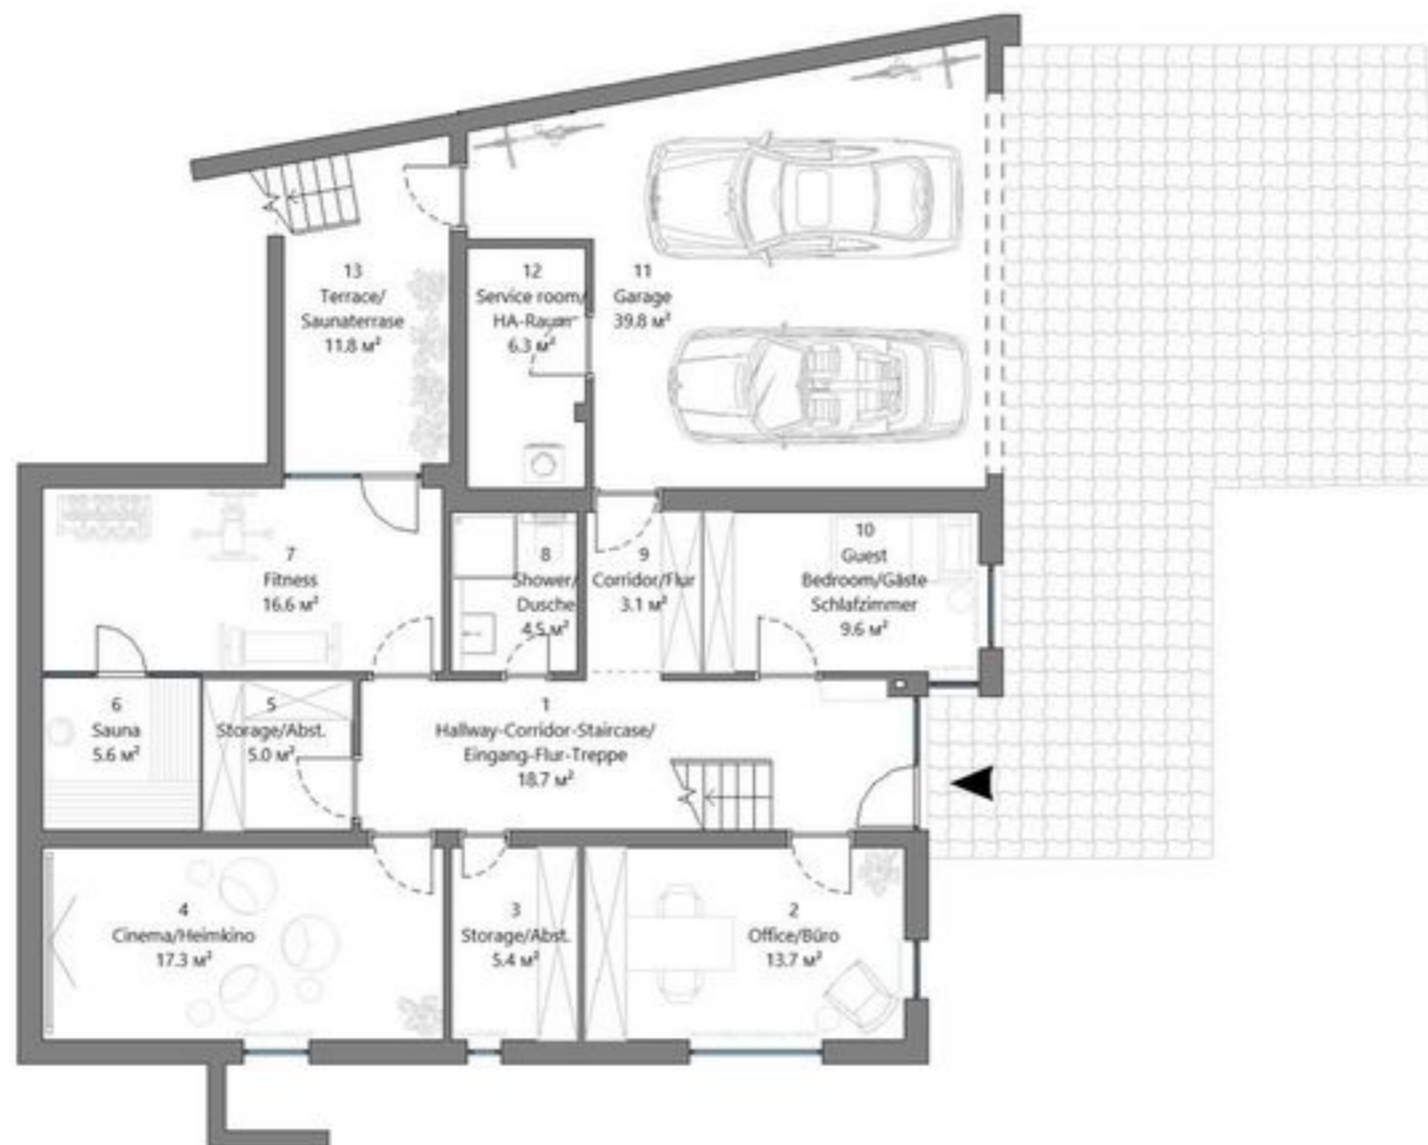 13
Terrace/
Saunaterrase
11.8 м²
12
Service room/
HA-Raum
6.3 м²
11
Garage
39.8 м²
7
Fitness
16.6 м²
8
Shower/
Dusche
4.5 м²
9
Corridor/Flur
3.1 м²
10
Guest
Bedroom/Gäste
Schlafzimmer
9.6 м²
6
Sauna
5.6 м²
5
Storage/Abst.
5.0 м²
1
Hallway-Corridor-Staircase/
Eingang-Flur-Treppe
18.7 м²
4
Cinema/Heimkino
17.3 м²
3
Storage/Abst.
5.4 м²
2
Office/Büro
13.7 м²